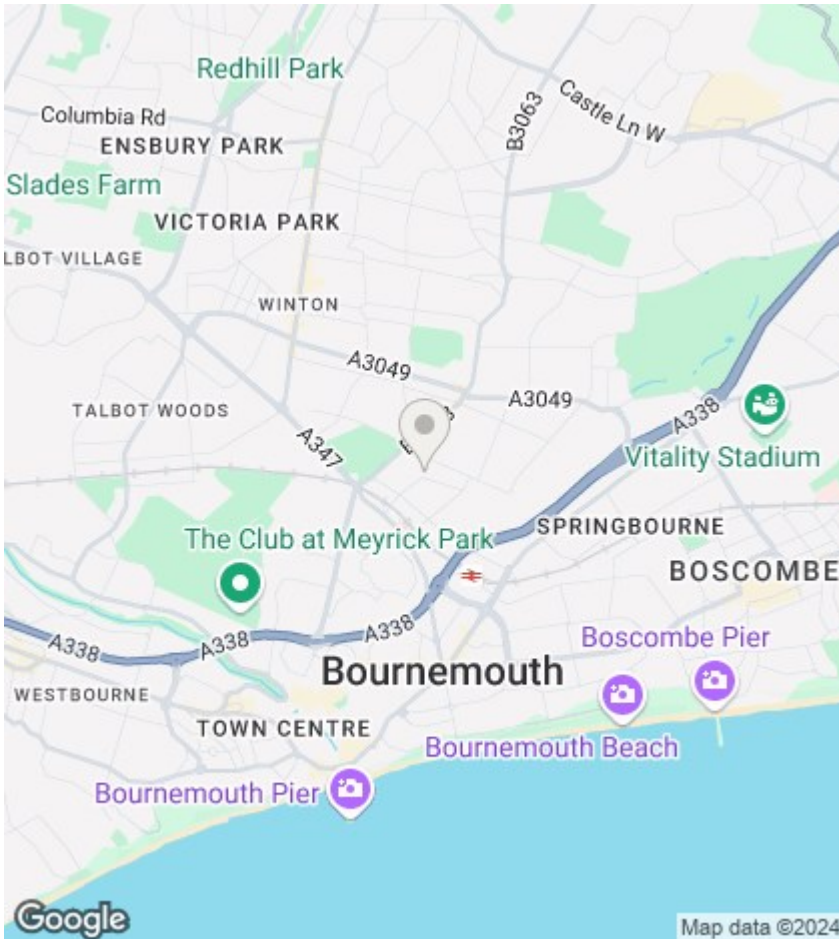 Redhill Park
Columbia Rd
ENSBURY PARK
B3063
Castle Ln W
Slades Farm
VICTORIA PARK
LBOT VILLAGE
WINTON
A3049
A3049
TALBOT WOODS
A347
A338
Vitality Stadium
The Club at Meyrick Park
SPRINGBOURNE
BOSCOMBE
A338
A338
A338
Boscombe Pier
Bournemouth
WESTBOURNE
TOWN CENTRE
Bournemouth Beach
Bournemouth Pier
Google
Map data ©2024